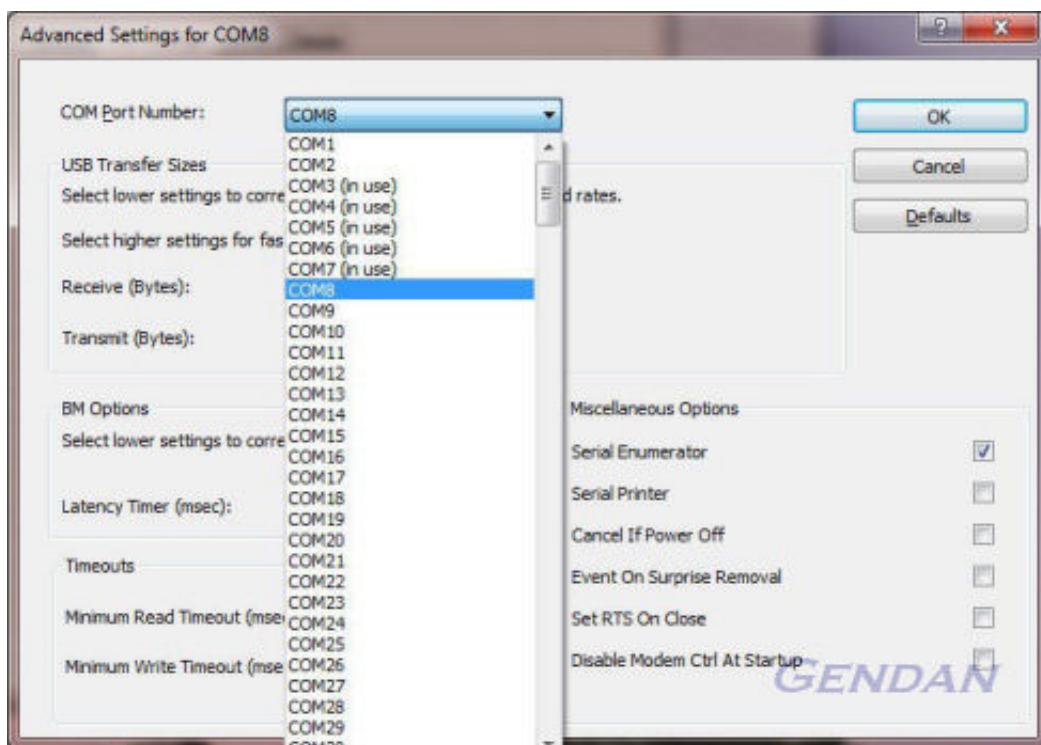 Advanced Settings for COM8
COM Port Number:
COM8
OK
Cancel
Defaults
COM1
COM2
COM3 (in use)
COM4 (in use)
COM5 (in use)
COM6 (in use)
COM7 (in use)
COM8
COM9
COM10
COM11
COM12
COM13
COM14
COM15
COM16
COM17
COM18
COM19
COM20
COM21
COM22
COM23
COM24
COM25
COM26
COM27
COM28
COM29
USB Transfer Sizes
Select lower settings to corre
d rates.
Select higher settings for fas
Receive (Bytes):
Transmit (Bytes):
BM Options
Select lower settings to corre
Latency Timer (msec):
Timeouts
Minimum Read Timeout (mse
Minimum Write Timeout (mse
Miscellaneous Options
Serial Enumerator
Serial Printer
Cancel If Power Off
Event On Surprise Removal
Set RTS On Close
Disable Modem Ctrl At Startup
GENDAN